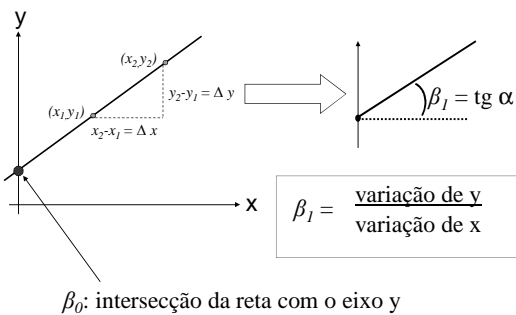 y
(x2,y2)
y2-y1 = Δ y
(x1,y1)
x2-x1 = Δ x
x
β1 = tg α
β1 = variação de y
variação de x
β0: intersecção da reta com o eixo y